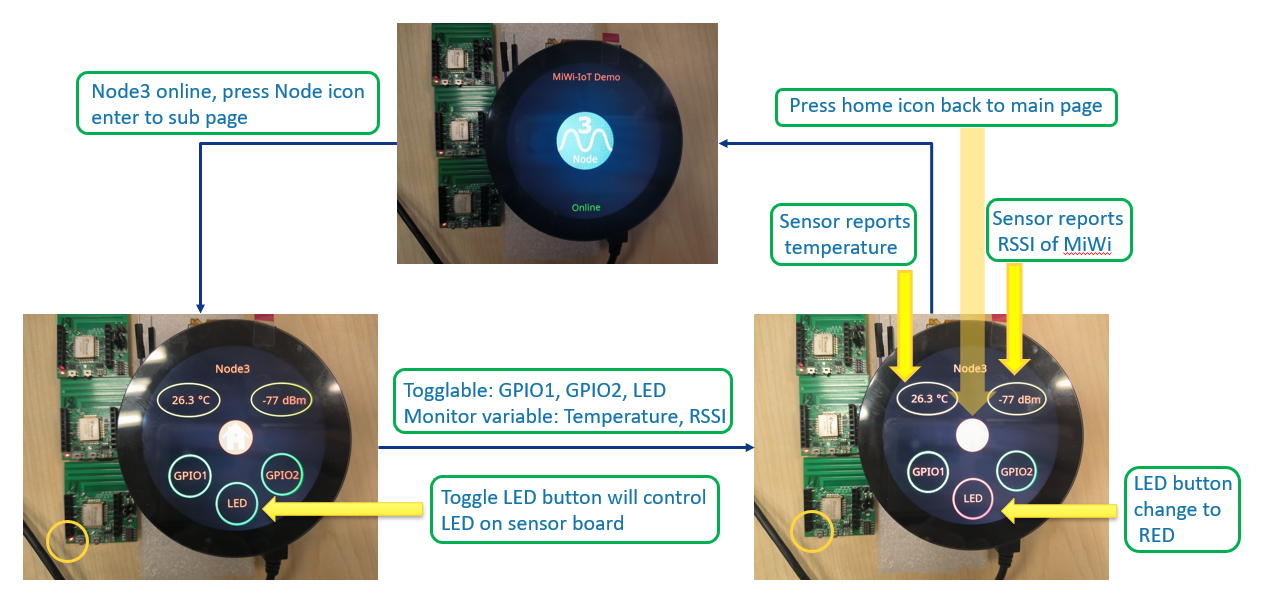 Node3 online, press Node icon
enter to sub page
MiWi-IoT Demo
3
Node
Online
Press home icon back to main page
Sensor reports
temperature
Sensor reports
RSSI of MiWi
Node3
26.3 °C
-77 dBm
GPIO1
GPIO2
LED
Togglable: GPIO1, GPIO2, LED
Monitor variable: Temperature, RSSI
Toggle LED button will control
LED on sensor board
Node3
26.3 °C
-77 dBm
GPIO1
GPIO2
LED
LED button
change to
RED